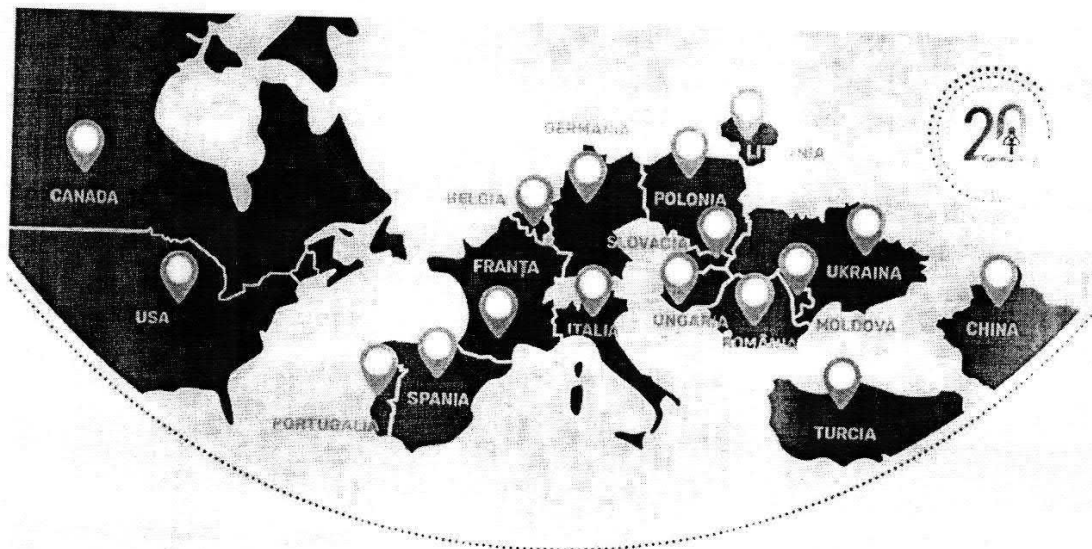 GERMANIA
CANADA
BELGIA
POLONIA
SLOVACIA
FRANȚA
UKRAINA
USA
ITALIA
UNGARIA
ROMÂNIA
MOLDOVA
CHINA
SPANIA
PORTUGALIA
TURCIA
20